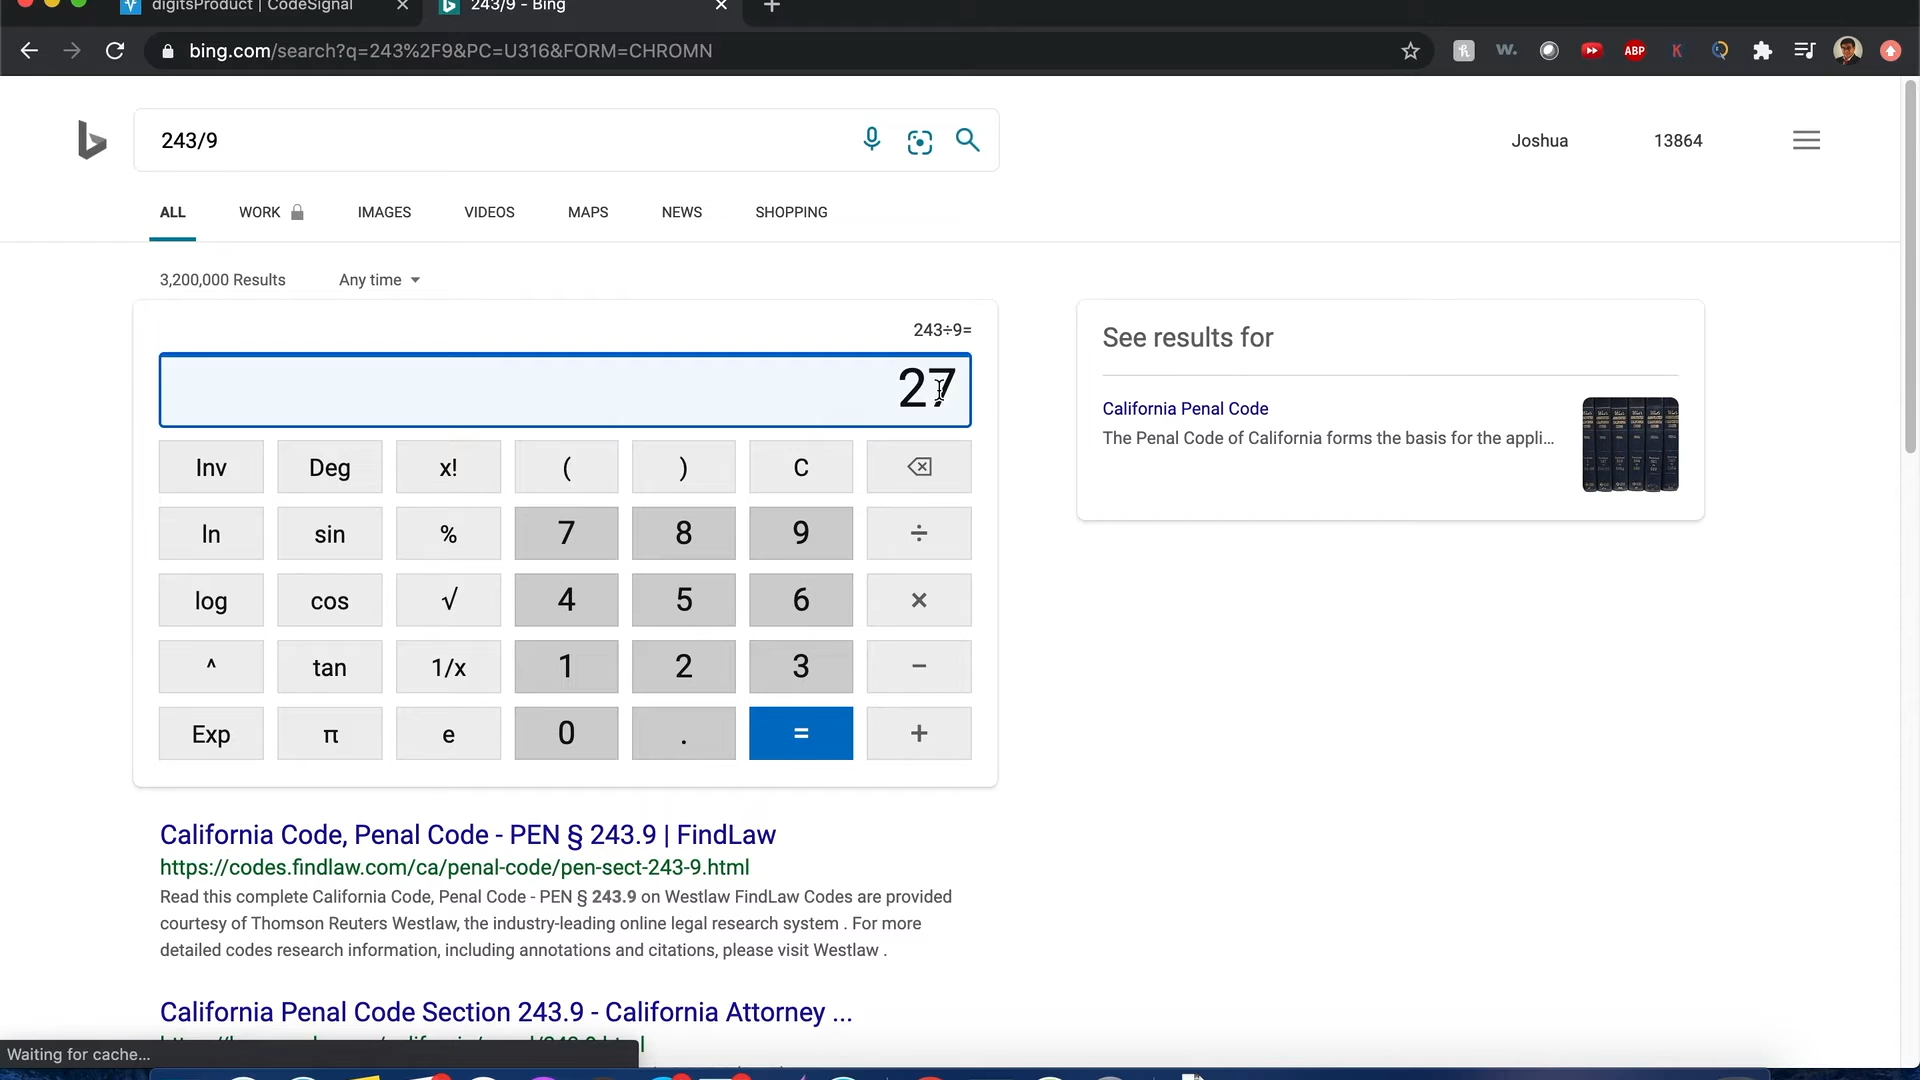 digitsProduct | CodeSignal
243/9 - Bing
bing.com/search?q=243%2F9&PC=U316&FORM=CHROMN
w.
ABP
K
243/9
Joshua
13864
ALL
WORK
IMAGES
VIDEOS
MAPS
NEWS
SHOPPING
3,200,000 Results
Any time
243÷9=
27
Inv Deg x! ( ) C
ln sin % 7 8 9 ÷
log cos √ 4 5 6 ×
^ tan 1/x 1 2 3 −
Exp π e 0 . = +
See results for
California Penal Code
The Penal Code of California forms the basis for the appli...
California Code, Penal Code - PEN § 243.9 | FindLaw
https://codes.findlaw.com/ca/penal-code/pen-sect-243-9.html
Read this complete California Code, Penal Code - PEN § 243.9 on Westlaw FindLaw Codes are provided
courtesy of Thomson Reuters Westlaw, the industry-leading online legal research system . For more
detailed codes research information, including annotations and citations, please visit Westlaw .
California Penal Code Section 243.9 - California Attorney ...
Waiting for cache...